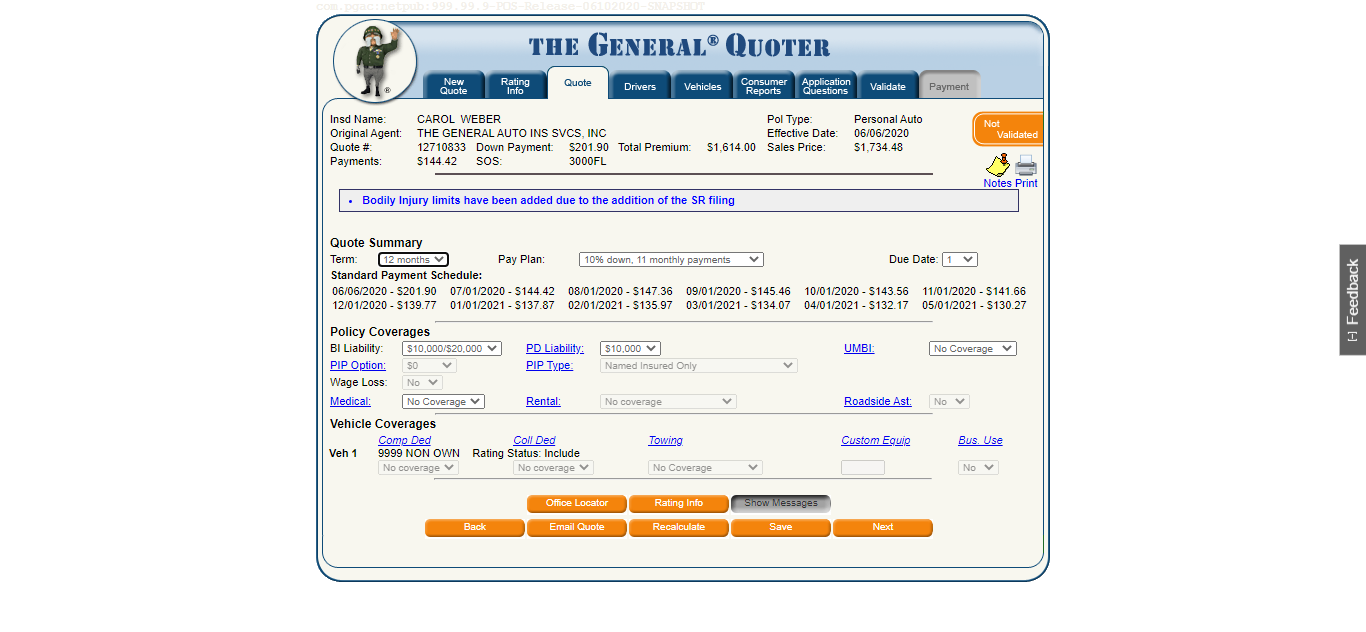 com.pgac:netpub:999.99.9-POS-Release-06102020-SNAPSHOT
THE GENERAL® QUOTER
New Quote
Rating Info
Quote
Drivers
Vehicles
Consumer Reports
Application Questions
Validate
Payment
®
Insd Name: CAROL WEBER Pol Type: Personal Auto
Original Agent: THE GENERAL AUTO INS SVCS, INC Effective Date: 06/06/2020
Quote #: 12710833 Down Payment: $201.90 Total Premium: $1,614.00 Sales Price: $1,734.48
Payments: $144.42 SOS: 3000FL
Not Validated
Notes Print
• Bodily Injury limits have been added due to the addition of the SR filing
Quote Summary
Term: 12 months Pay Plan: 10% down, 11 monthly payments Due Date: 1
Standard Payment Schedule:
06/06/2020 - $201.90 07/01/2020 - $144.42 08/01/2020 - $147.36 09/01/2020 - $145.46 10/01/2020 - $143.56 11/01/2020 - $141.66
12/01/2020 - $139.77 01/01/2021 - $137.87 02/01/2021 - $135.97 03/01/2021 - $134.07 04/01/2021 - $132.17 05/01/2021 - $130.27
Policy Coverages
BI Liability: $10,000/$20,000 PD Liability: $10,000 UMBI: No Coverage
PIP Option: $0 PIP Type: Named Insured Only
Wage Loss: No
Medical: No Coverage Rental: No coverage Roadside Ast: No
Vehicle Coverages
Comp Ded Coll Ded Towing Custom Equip Bus. Use
Veh 1 9999 NON OWN Rating Status: Include
No coverage No coverage No Coverage No
Office Locator Rating Info Show Messages
Back Email Quote Recalculate Save Next
[-] Feedback